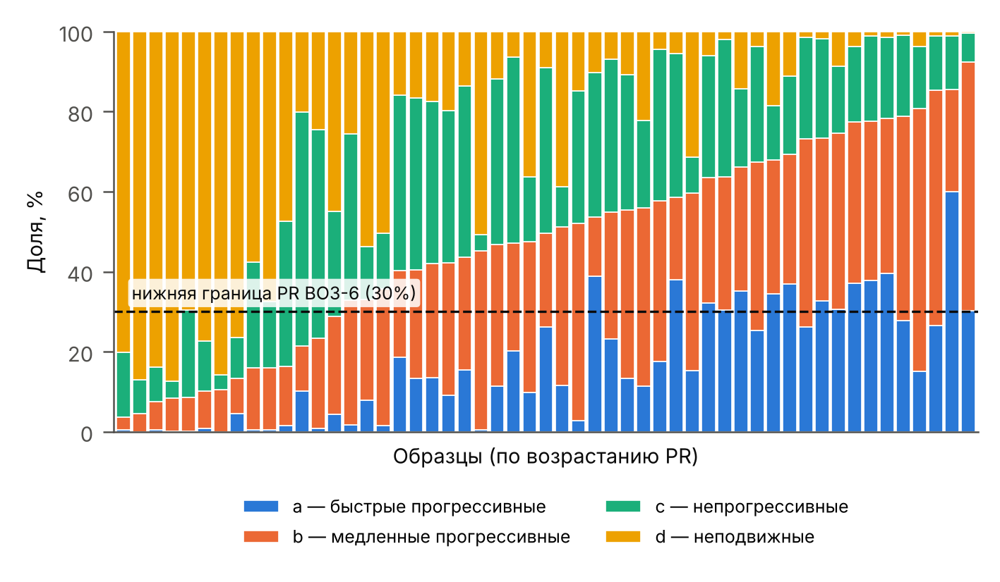 100
80
60
40
20
0
Доля, %
нижняя граница PR ВОЗ-6 (30%)
Образцы (по возрастанию PR)
a — быстрые прогрессивные
b — медленные прогрессивные
c — непрогрессивные
d — неподвижные